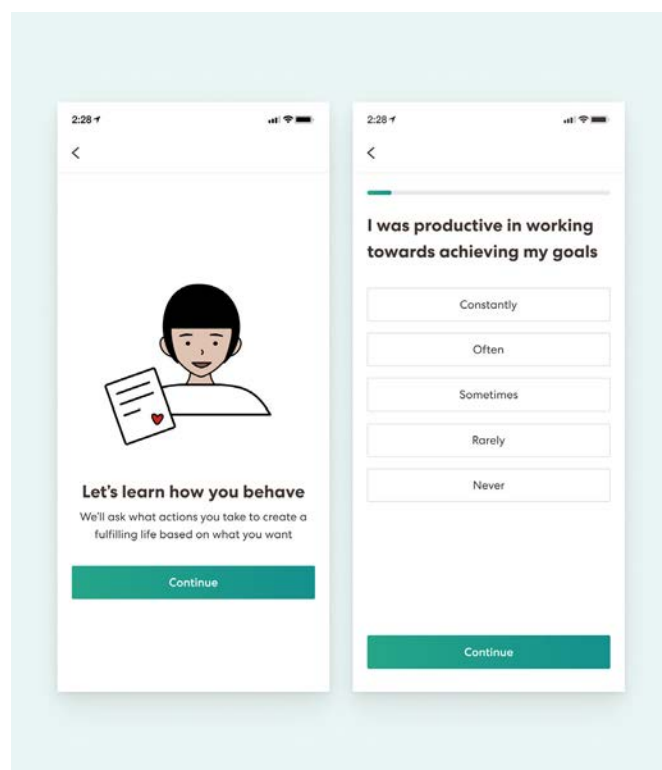 2:28
Let's learn how you behave
We'll ask what actions you take to create a
fulfilling life based on what you want
Continue
2:28
I was productive in working
towards achieving my goals
Constantly
Often
Sometimes
Rarely
Never
Continue